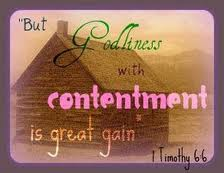 "But
Godliness
with
contentment
is great gain"
1 Timothy 6:6